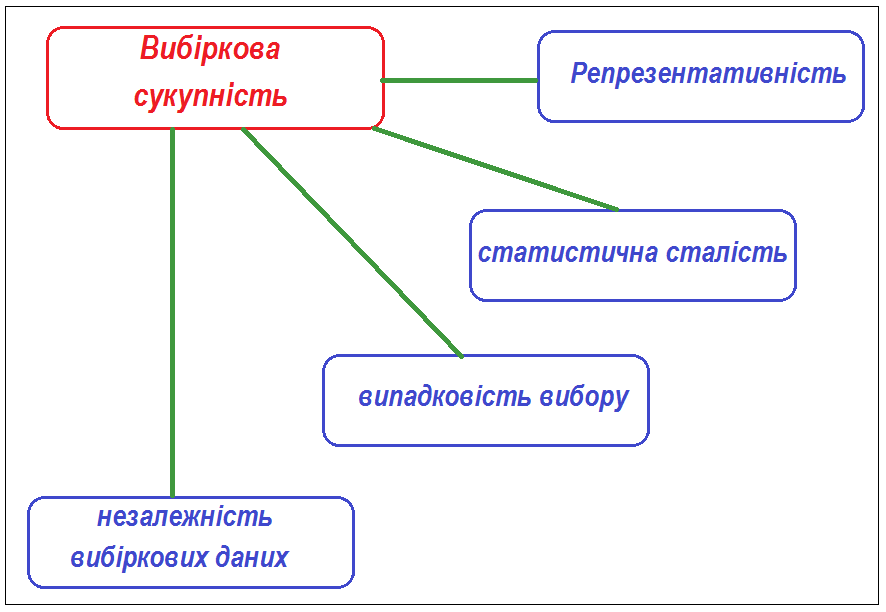 Вибіркова
сукупність
Репрезентативність
статистична сталість
випадковість вибору
незалежність
вибіркових даних